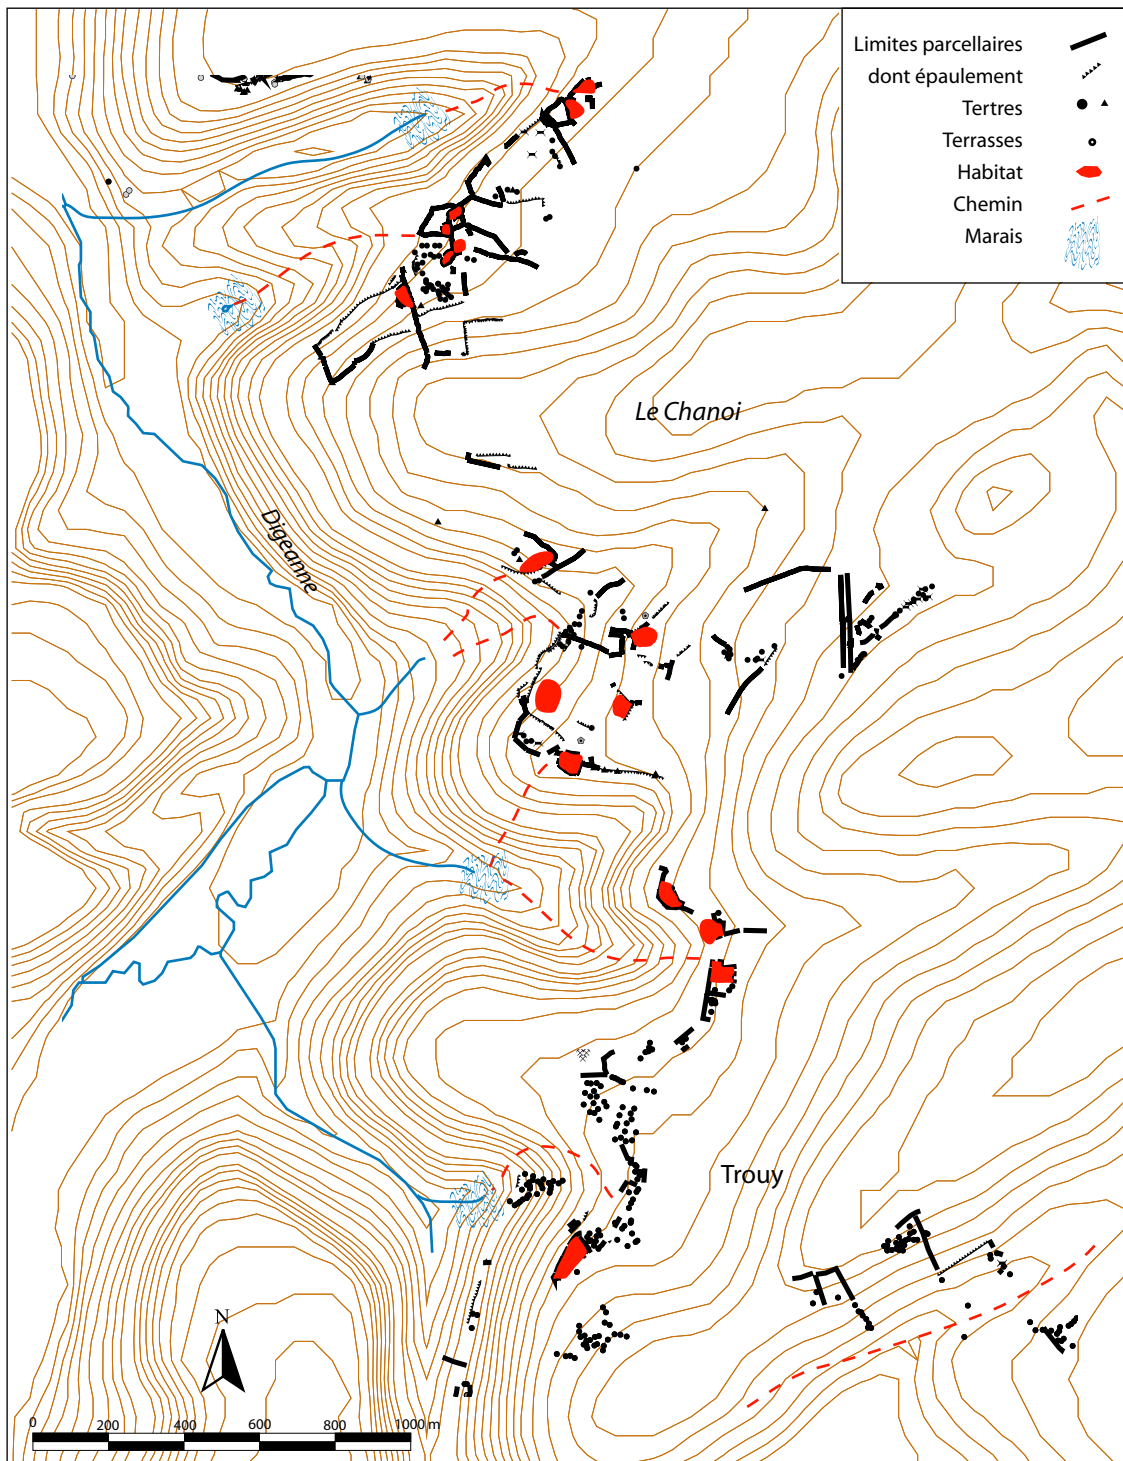 Limites parcellaires
dont épaulement
Tertres
Terrasses
Habitat
Chemin
Marais
Le Chanoi
Digeanne
Trouy
N
0 200 400 600 800 1000 m